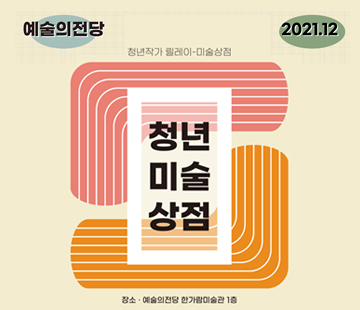 예술의전당
2021.12
청년작가 릴레이-미술상점
청년
미술
상점
장소 · 예술의전당 한가람미술관 1층